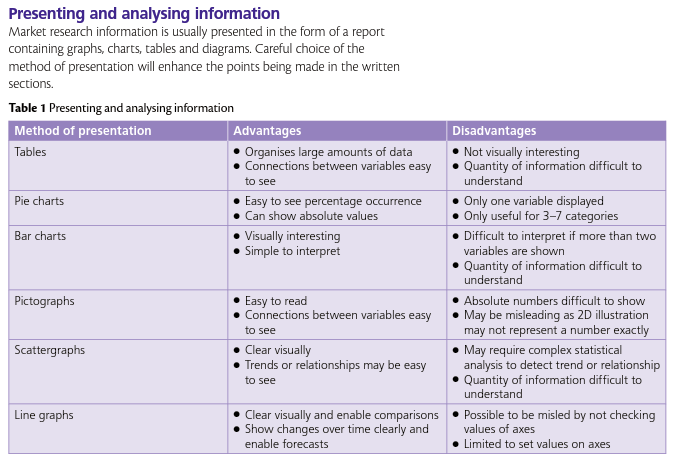 Presenting and analysing information
Market research information is usually presented in the form of a report
containing graphs, charts, tables and diagrams. Careful choice of the
method of presentation will enhance the points being made in the written
sections.
Table 1 Presenting and analysing information
Method of presentation Advantages Disadvantages
Tables
● Organises large amounts of data
● Connections between variables easy
to see
● Not visually interesting
● Quantity of information difficult to
understand
Pie charts
● Easy to see percentage occurrence
● Can show absolute values
● Only one variable displayed
● Only useful for 3–7 categories
Bar charts
● Visually interesting
● Simple to interpret
● Difficult to interpret if more than two
variables are shown
● Quantity of information difficult to
understand
Pictographs
● Easy to read
● Connections between variables easy
to see
● Absolute numbers difficult to show
● May be misleading as 2D illustration
may not represent a number exactly
Scattergraphs
● Clear visually
● Trends or relationships may be easy
to see
● May require complex statistical
analysis to detect trend or relationship
● Quantity of information difficult to
understand
Line graphs
● Clear visually and enable comparisons
● Show changes over time clearly and
enable forecasts
● Possible to be misled by not checking
values of axes
● Limited to set values on axes